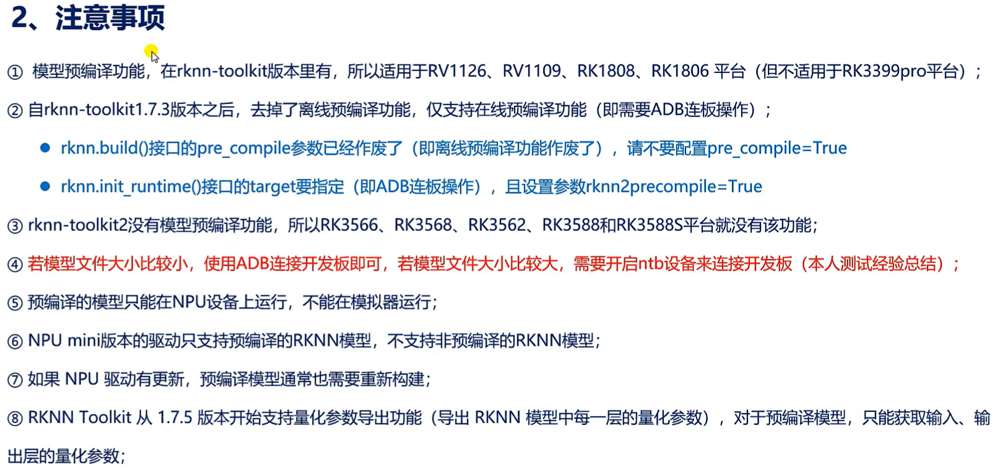 2、注意事项
① 模型预编译功能，在rknn-toolkit版本里有，所以适用于RV1126、RV1109、RK1808、RK1806 平台（但不适用于RK3399pro平台）；
② 自rknn-toolkit1.7.3版本之后，去掉了离线预编译功能，仅支持在线预编译功能（即需要ADB连板操作）；
● rknn.build()接口的pre_compile参数已经作废了（即离线预编译功能作废了），请不要配置pre_compile=True
● rknn.init_runtime()接口的target要指定（即ADB连板操作），且设置参数rknn2precompile=True
③ rknn-toolkit2没有模型预编译功能，所以RK3566、RK3568、RK3562、RK3588和RK3588S平台就没有该功能；
④ 若模型文件大小比较小，使用ADB连接开发板即可，若模型文件大小比较大，需要开启ntb设备来连接开发板（本人测试经验总结）；
⑤ 预编译的模型只能在NPU设备上运行，不能在模拟器运行；
⑥ NPU mini版本的驱动只支持预编译的RKNN模型，不支持非预编译的RKNN模型；
⑦ 如果 NPU 驱动有更新，预编译模型通常也需要重新构建；
⑧ RKNN Toolkit 从 1.7.5 版本开始支持量化参数导出功能（导出 RKNN 模型中每一层的量化参数），对于预编译模型，只能获取输入、输
出层的量化参数；